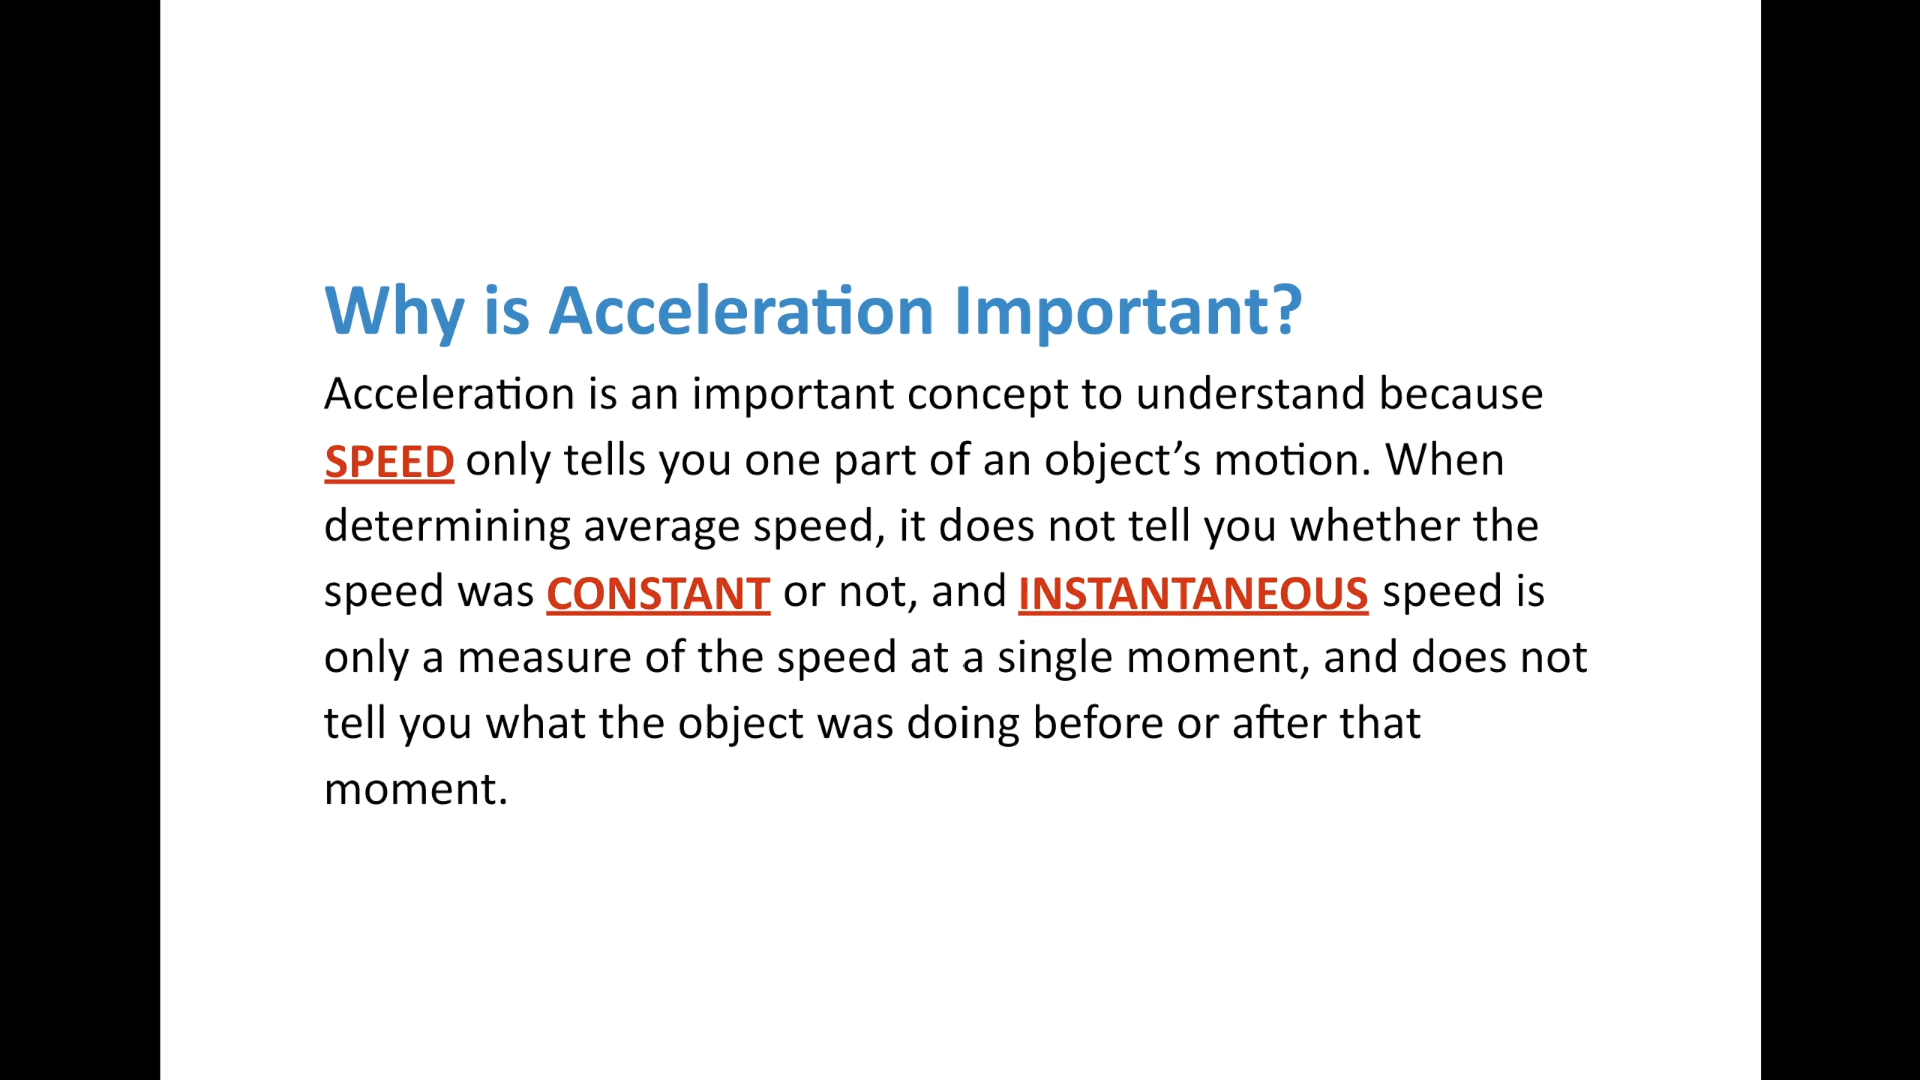 Why is Acceleration Important?
Acceleration is an important concept to understand because
SPEED only tells you one part of an object’s motion. When
determining average speed, it does not tell you whether the
speed was CONSTANT or not, and INSTANTANEOUS speed is
only a measure of the speed at a single moment, and does not
tell you what the object was doing before or after that
moment.